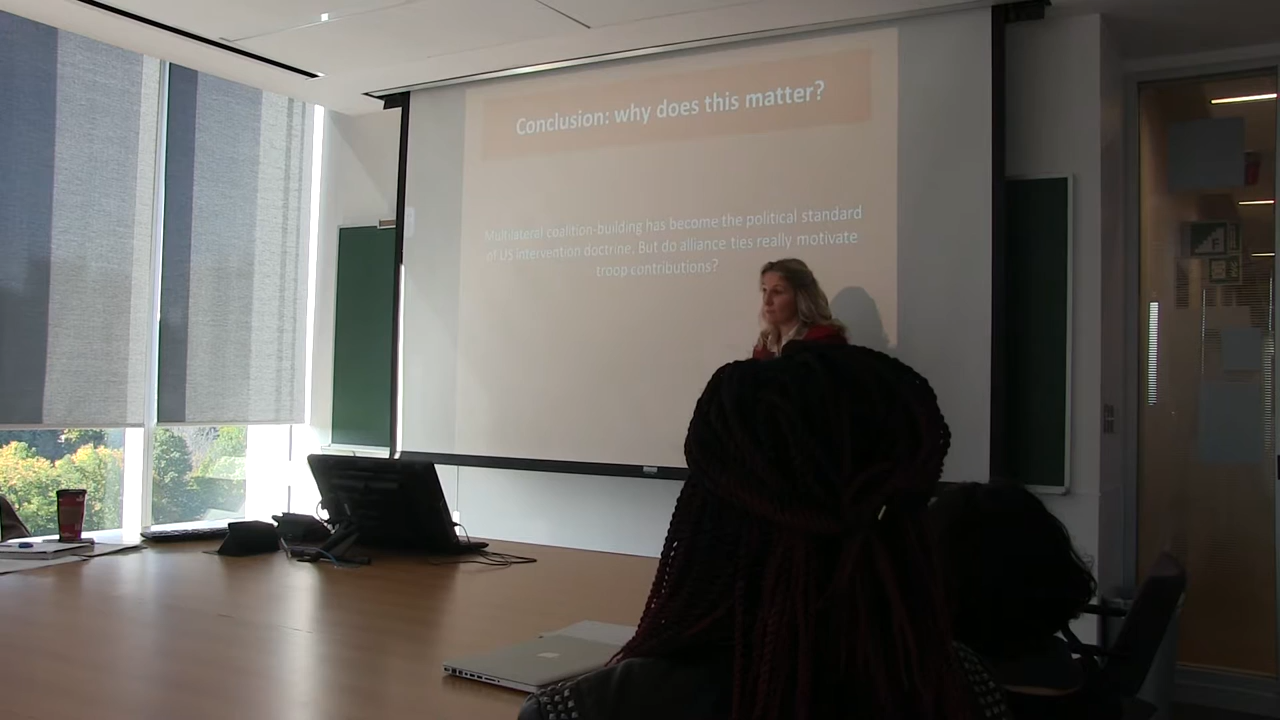 Conclusion: why does this matter?
Multilateral coalition-building has become the political standard
of US intervention doctrine. But do alliance ties really motivate
troop contributions?